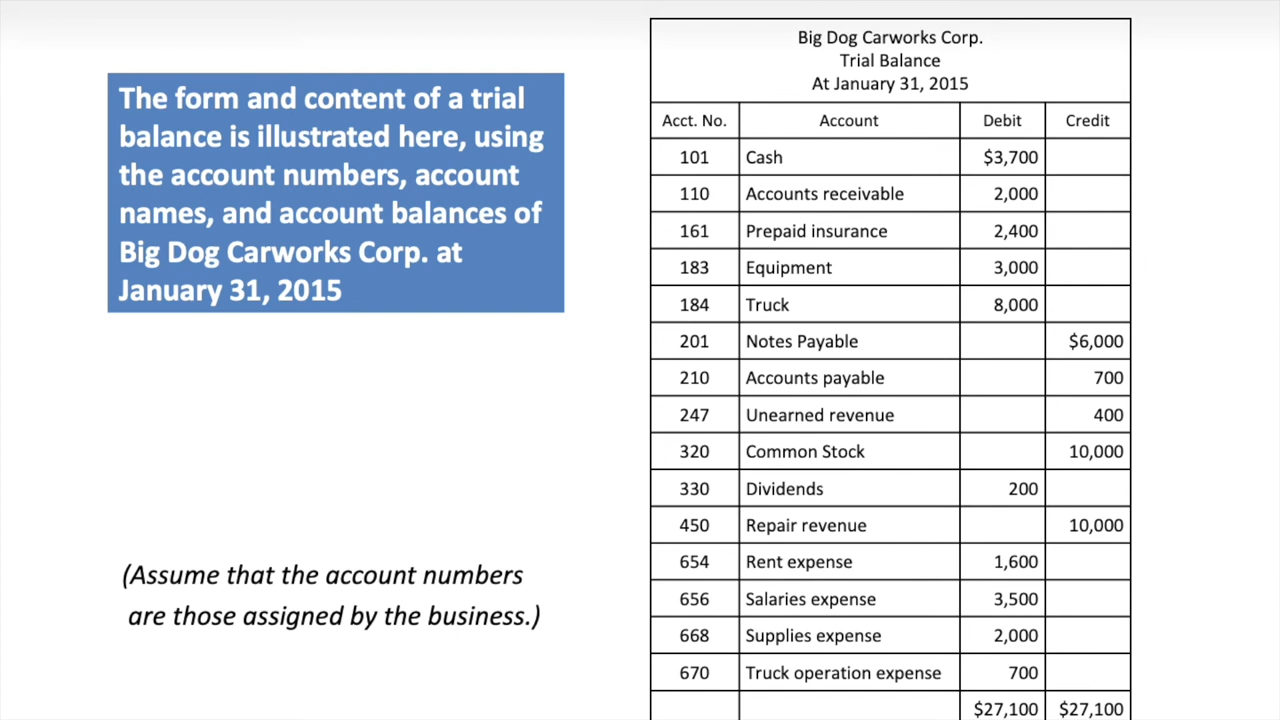 The form and content of a trial
balance is illustrated here, using
the account numbers, account
names, and account balances of
Big Dog Carworks Corp. at
January 31, 2015
(Assume that the account numbers
are those assigned by the business.)
Big Dog Carworks Corp.
Trial Balance
At January 31, 2015
Acct. No. Account Debit Credit
101 Cash $3,700
110 Accounts receivable 2,000
161 Prepaid insurance 2,400
183 Equipment 3,000
184 Truck 8,000
201 Notes Payable $6,000
210 Accounts payable 700
247 Unearned revenue 400
320 Common Stock 10,000
330 Dividends 200
450 Repair revenue 10,000
654 Rent expense 1,600
656 Salaries expense 3,500
668 Supplies expense 2,000
670 Truck operation expense 700
$27,100 $27,100